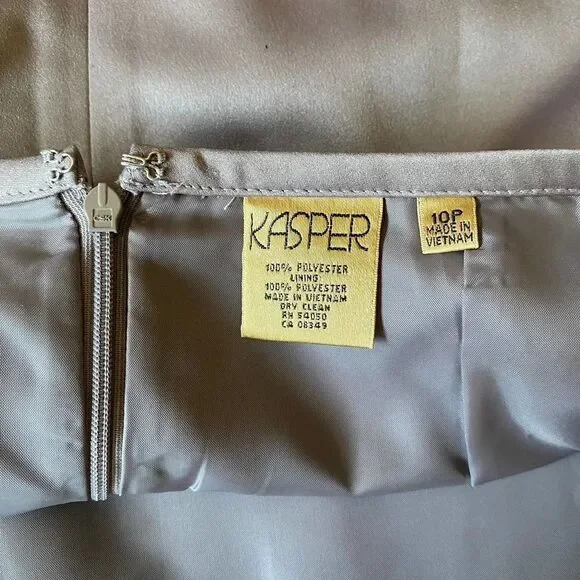 KASPER
100% POLYESTER
LINING:
100% POLYESTER
MADE IN VIETNAM
DRY CLEAN
RN 54050
CA 08349
10P
MADE IN
VIETNAM